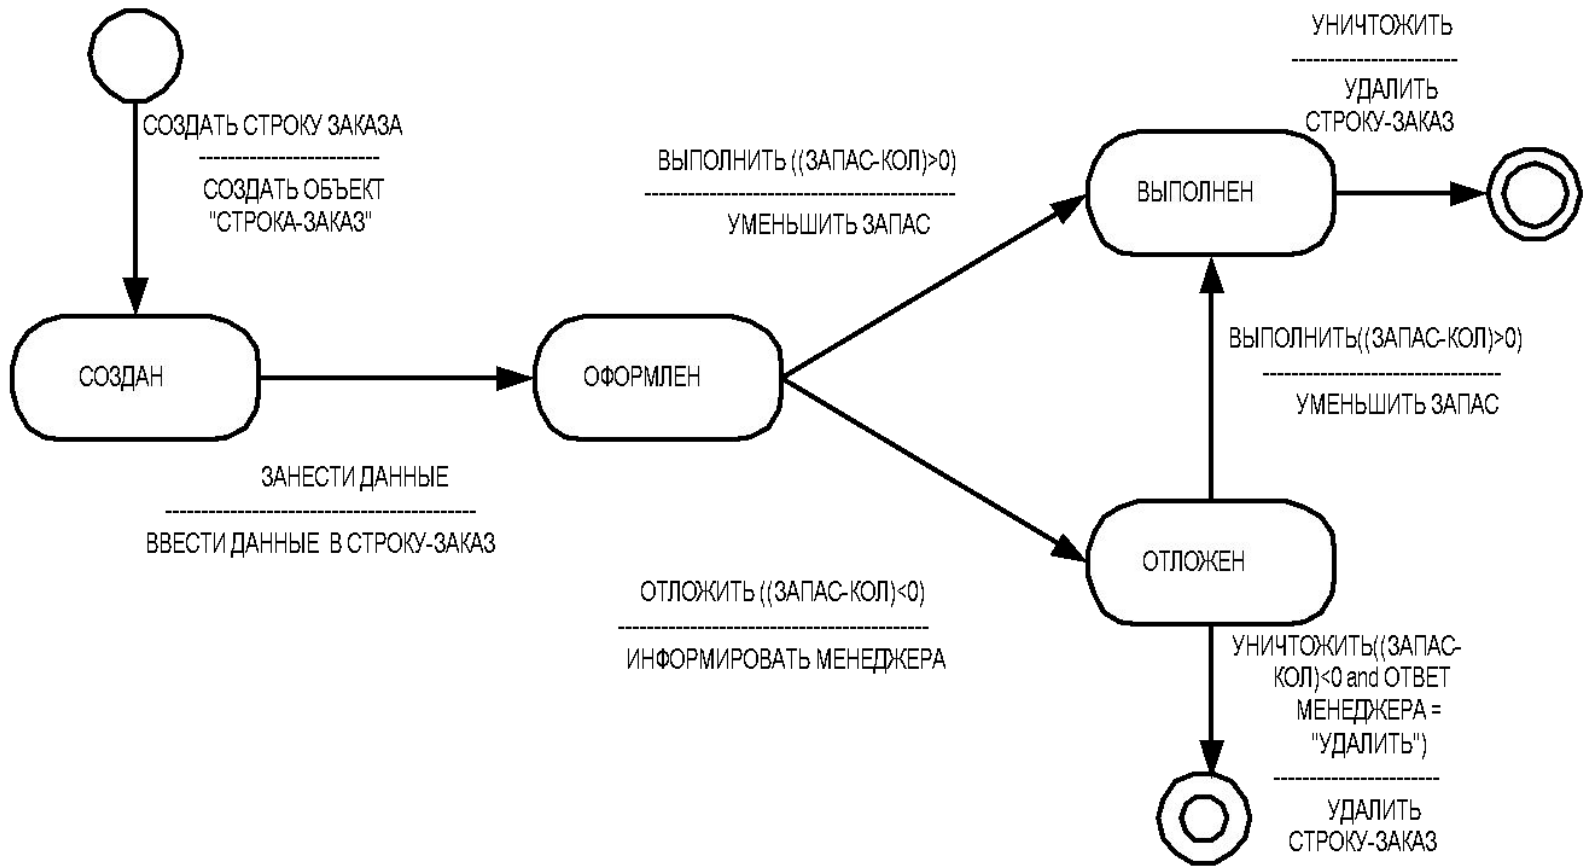 УНИЧТОЖИТЬ
-----------------------
УДАЛИТЬ
СТРОКУ-ЗАКАЗ
СОЗДАТЬ СТРОКУ ЗАКАЗА
-------------------------
СОЗДАТЬ ОБЪЕКТ
"СТРОКА-ЗАКАЗ"
ВЫПОЛНИТЬ ((ЗАПАС-КОЛ)>0)
-------------------------------------------
УМЕНЬШИТЬ ЗАПАС
ВЫПОЛНЕН
СОЗДАН
ОФОРМЛЕН
ВЫПОЛНИТЬ((ЗАПАС-КОЛ)>0)
---------------------------------
УМЕНЬШИТЬ ЗАПАС
ЗАНЕСТИ ДАННЫЕ
-------------------------------------------
ВВЕСТИ ДАННЫЕ В СТРОКУ-ЗАКАЗ
ОТЛОЖЕН
ОТЛОЖИТЬ ((ЗАПАС-КОЛ)<0)
-------------------------------------------
ИНФОРМИРОВАТЬ МЕНЕДЖЕРА
УНИЧТОЖИТЬ((ЗАПАС-
КОЛ)<0 and ОТВЕТ
МЕНЕДЖЕРА =
"УДАЛИТЬ")
-----------------------
УДАЛИТЬ
СТРОКУ-ЗАКАЗ